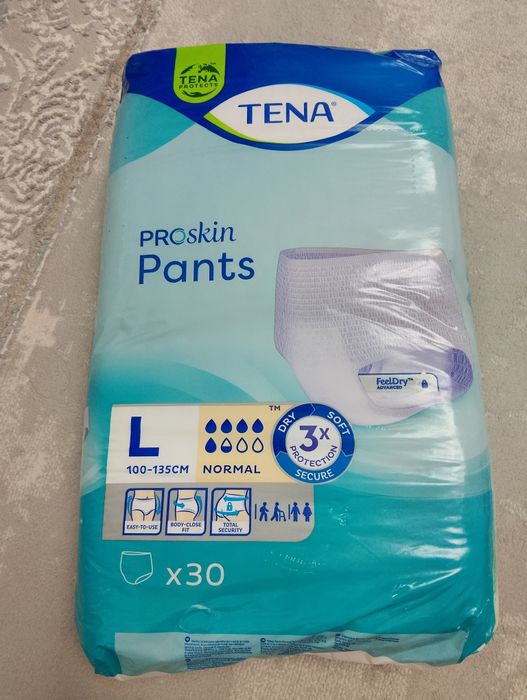 TENA
PROTECTS
TENA®
PROskin
Pants
FeelDry™
ADVANCED
L
100-135CM
NORMAL
™
DRY
SOFT
3X
PROTECTION
SECURE
EASY-TO-USE
BODY-CLOSE
FIT
TOTAL
SECURITY
x30